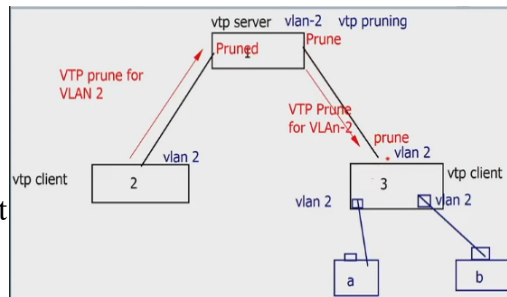 vtp server vlan-2 vtp pruning
Pruned
1
Prune
VTP prune for
VLAN 2
VTP Prune
for VLAn-2
prune
vlan 2
vlan 2
vtp client
2
3
vtp client
t
vlan 2
vlan 2
a
b